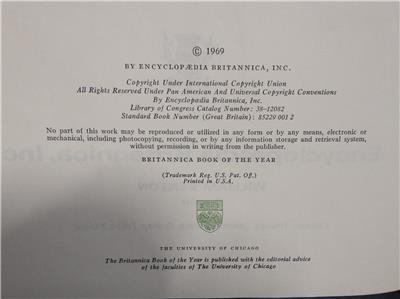 © 1969
BY ENCYCLOPÆDIA BRITANNICA, INC.
Copyright Under International Copyright Union
All Rights Reserved Under Pan American And Universal Copyright Conventions
By Encyclopædia Britannica, Inc.
Library of Congress Catalog Number: 38-12082
Standard Book Number (Great Britain): 85229 001 2
No part of this work may be reproduced or utilized in any form or by any means, electronic or
mechanical, including photocopying, recording, or by any information storage and retrieval system,
without permission in writing from the publisher.
BRITANNICA BOOK OF THE YEAR
(Trademark Reg. U.S. Pat. Off.)
Printed in U.S.A.
THE UNIVERSITY OF CHICAGO
The Britannica Book of the Year is published with the editorial advice
of the faculties of The University of Chicago